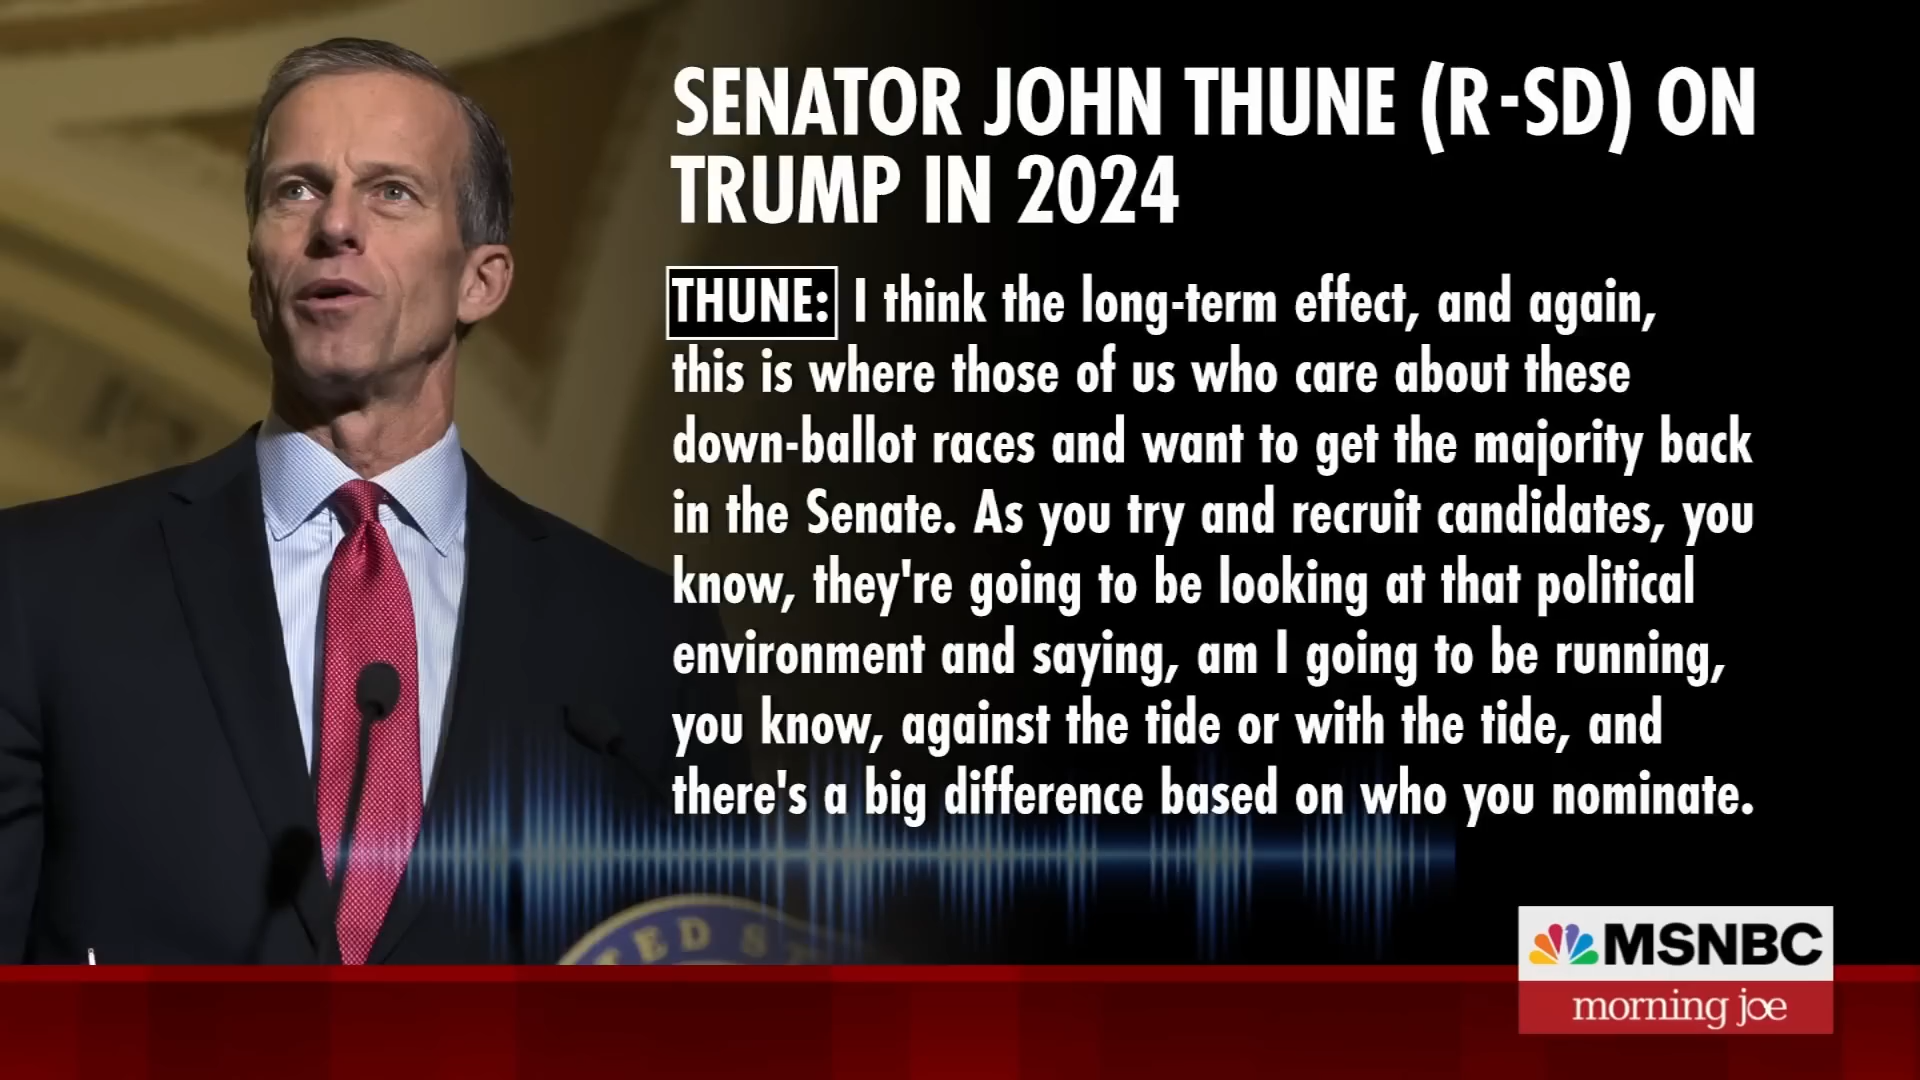 SENATOR JOHN THUNE (R-SD) ON
TRUMP IN 2024
THUNE: I think the long-term effect, and again,
this is where those of us who care about these
down-ballot races and want to get the majority back
in the Senate. As you try and recruit candidates, you
know, they're going to be looking at that political
environment and saying, am I going to be running,
you know, against the tide or with the tide, and
there's a big difference based on who you nominate.
TED ST
MSNBC
morning joe